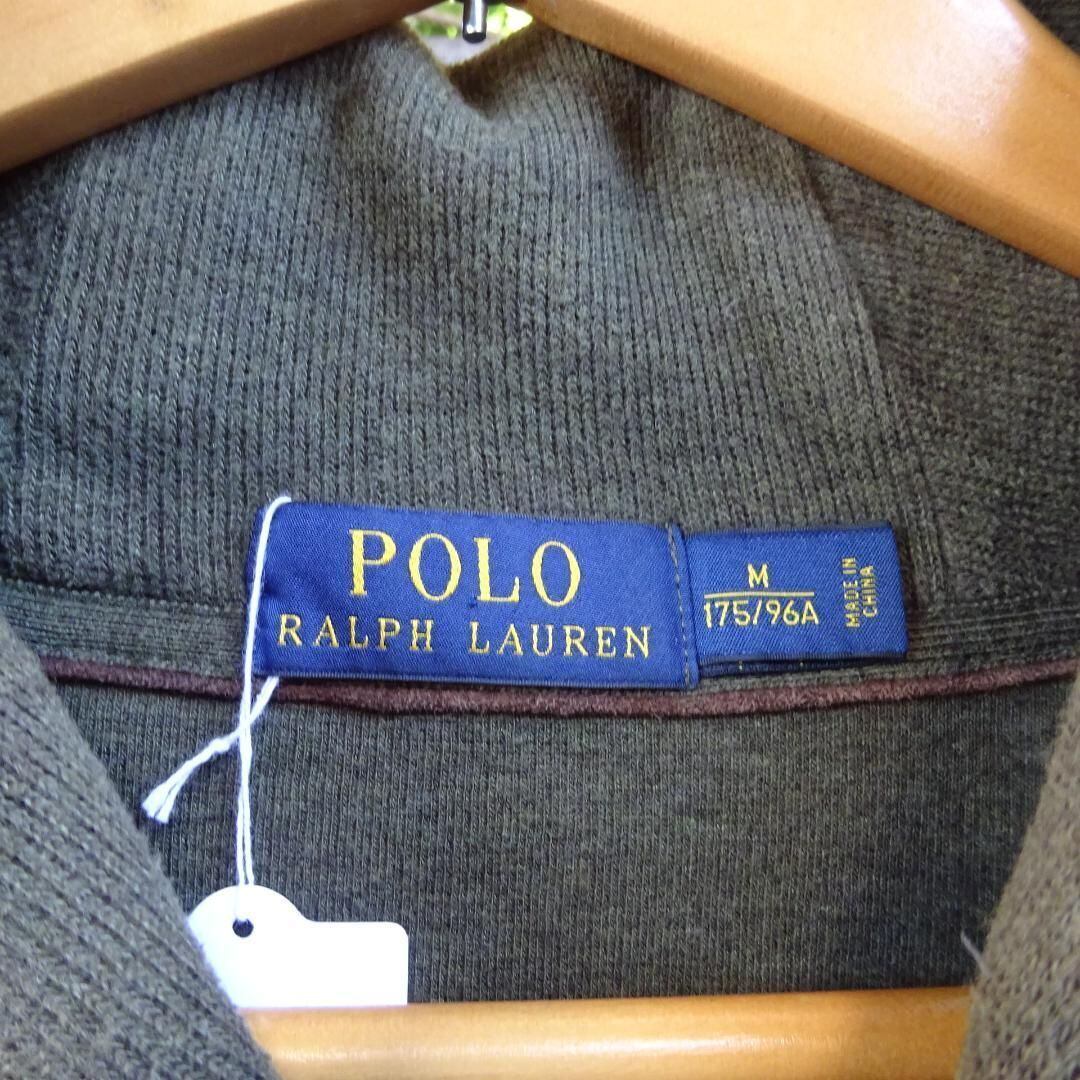 POLO
RALPH LAUREN
M
175/96A
MADE IN
CHINA